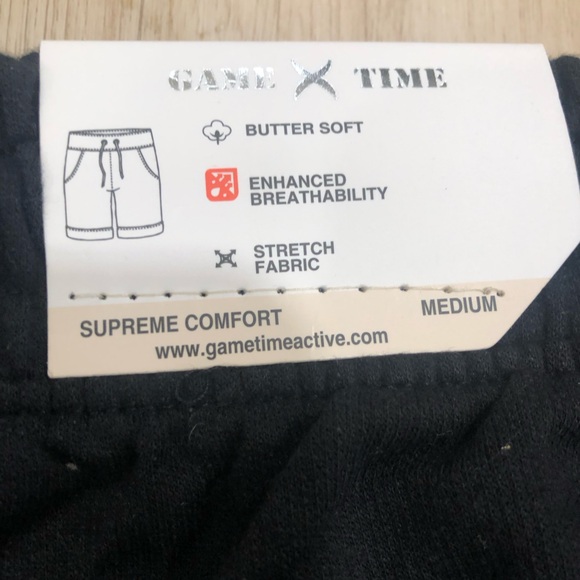 GAME TIME
BUTTER SOFT
ENHANCED
BREATHABILITY
STRETCH
FABRIC
SUPREME COMFORT
MEDIUM
www.gametimeactive.com